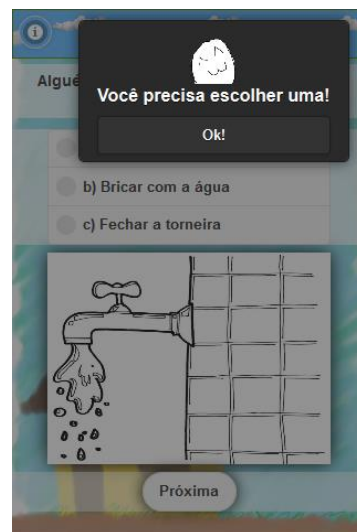 i
Algué
Você precisa escolher uma!
Ok!
b) Bricar com a água
c) Fechar a torneira
Próxima